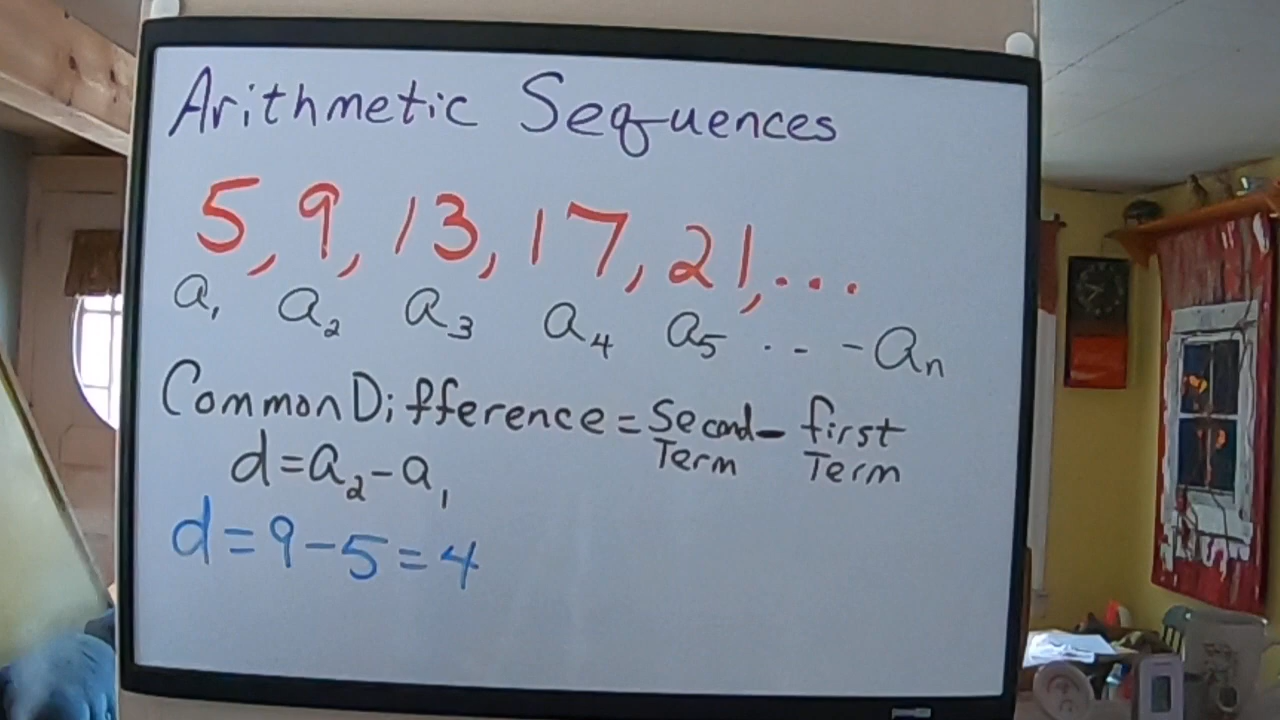 Arithmetic Sequences
5, 9, 13, 17, 21, ...
a₁ a₂ a₃ a₄ a₅ ... aₙ
Common Difference = Second Term - first Term
d = a₂ - a₁
d = 9 - 5 = 4